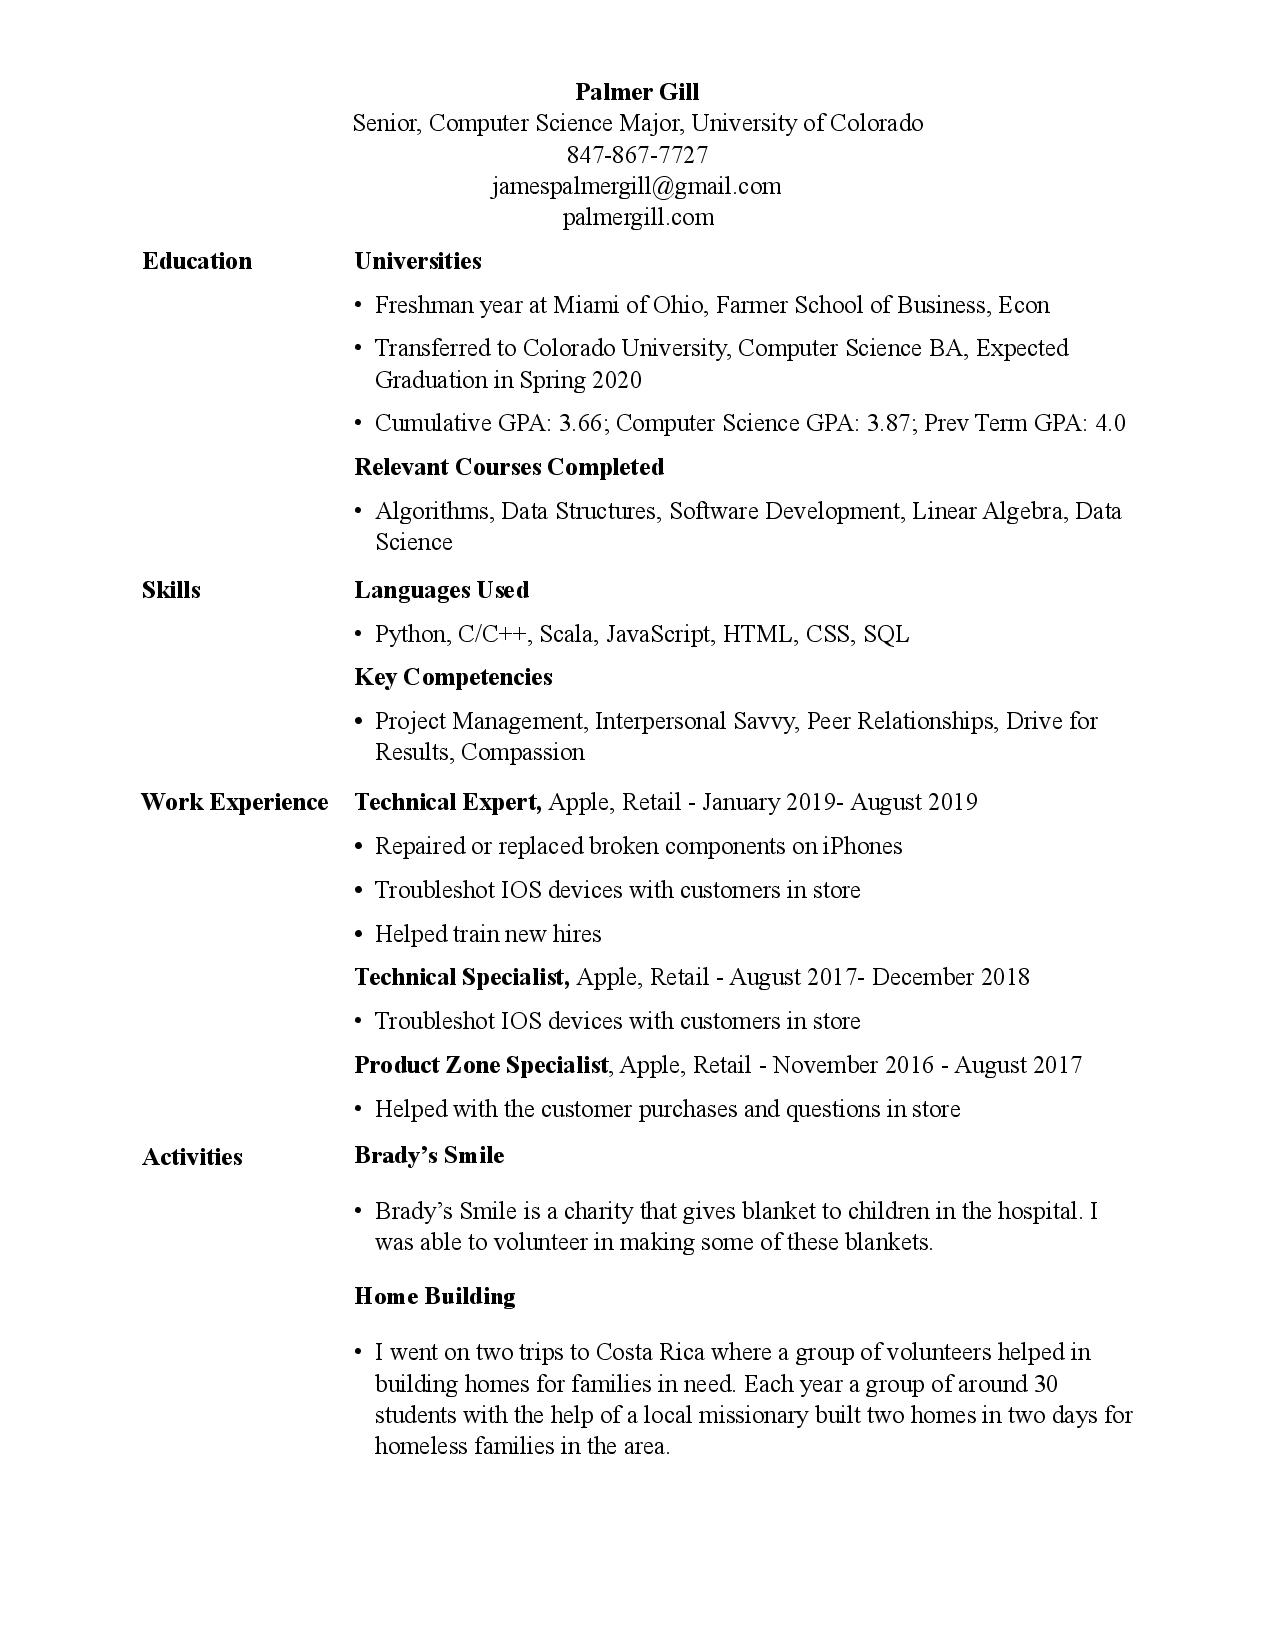 Palmer Gill
Senior, Computer Science Major, University of Colorado
847-867-7727
jamespalmergill@gmail.com
palmergill.com
Education
Universities
• Freshman year at Miami of Ohio, Farmer School of Business, Econ
• Transferred to Colorado University, Computer Science BA, Expected
Graduation in Spring 2020
• Cumulative GPA: 3.66; Computer Science GPA: 3.87; Prev Term GPA: 4.0
Relevant Courses Completed
• Algorithms, Data Structures, Software Development, Linear Algebra, Data
Science
Skills
Languages Used
• Python, C/C++, Scala, JavaScript, HTML, CSS, SQL
Key Competencies
• Project Management, Interpersonal Savvy, Peer Relationships, Drive for
Results, Compassion
Work Experience
Technical Expert, Apple, Retail - January 2019- August 2019
• Repaired or replaced broken components on iPhones
• Troubleshot IOS devices with customers in store
• Helped train new hires
Technical Specialist, Apple, Retail - August 2017- December 2018
• Troubleshot IOS devices with customers in store
Product Zone Specialist, Apple, Retail - November 2016 - August 2017
• Helped with the customer purchases and questions in store
Activities
Brady’s Smile
• Brady’s Smile is a charity that gives blanket to children in the hospital. I
was able to volunteer in making some of these blankets.
Home Building
• I went on two trips to Costa Rica where a group of volunteers helped in
building homes for families in need. Each year a group of around 30
students with the help of a local missionary built two homes in two days for
homeless families in the area.